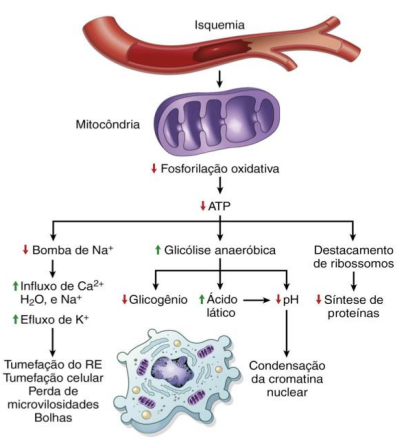 Isquemia
Mitocôndria
↓ Fosforilação oxidativa
↓ ATP
↓ Bomba de Na⁺
↑ Influxo de Ca²⁺
H₂O, e Na⁺
↑ Efluxo de K⁺
Tumefação do RE
Tumefação celular
Perda de
microvilosidades
Bolhas
↑ Glicólise anaeróbica
↓ Glicogênio
↑ Ácido
lático
↓ pH
Condensação
da cromatina
nuclear
Destacamento
de ribossomos
↓ Síntese de
proteínas